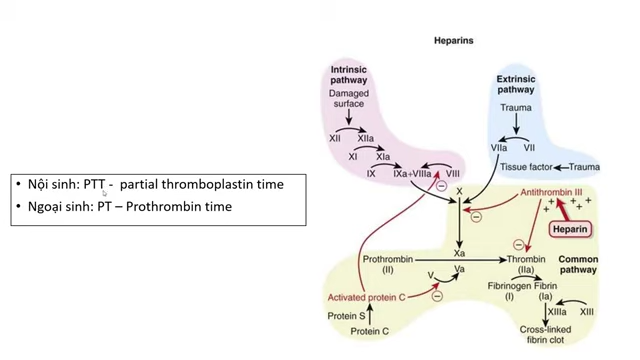 Heparins
• Nội sinh: PTT - partial thromboplastin time
• Ngoại sinh: PT – Prothrombin time
Intrinsic
pathway
Damaged
surface
XII
XIIa
XI
XIa
IX
IXa+VIIIa
VIII
Extrinsic
pathway
Trauma
VIIa
VII
Tissue factor
Trauma
X
Antithrombin III
Heparin
Xa
Prothrombin
(II)
Va
V
Thrombin
(IIa)
Common
pathway
Fibrinogen
(I)
Fibrin
(Ia)
Activated protein C
Protein S
Protein C
XIIIa
XIII
Cross-linked
fibrin clot